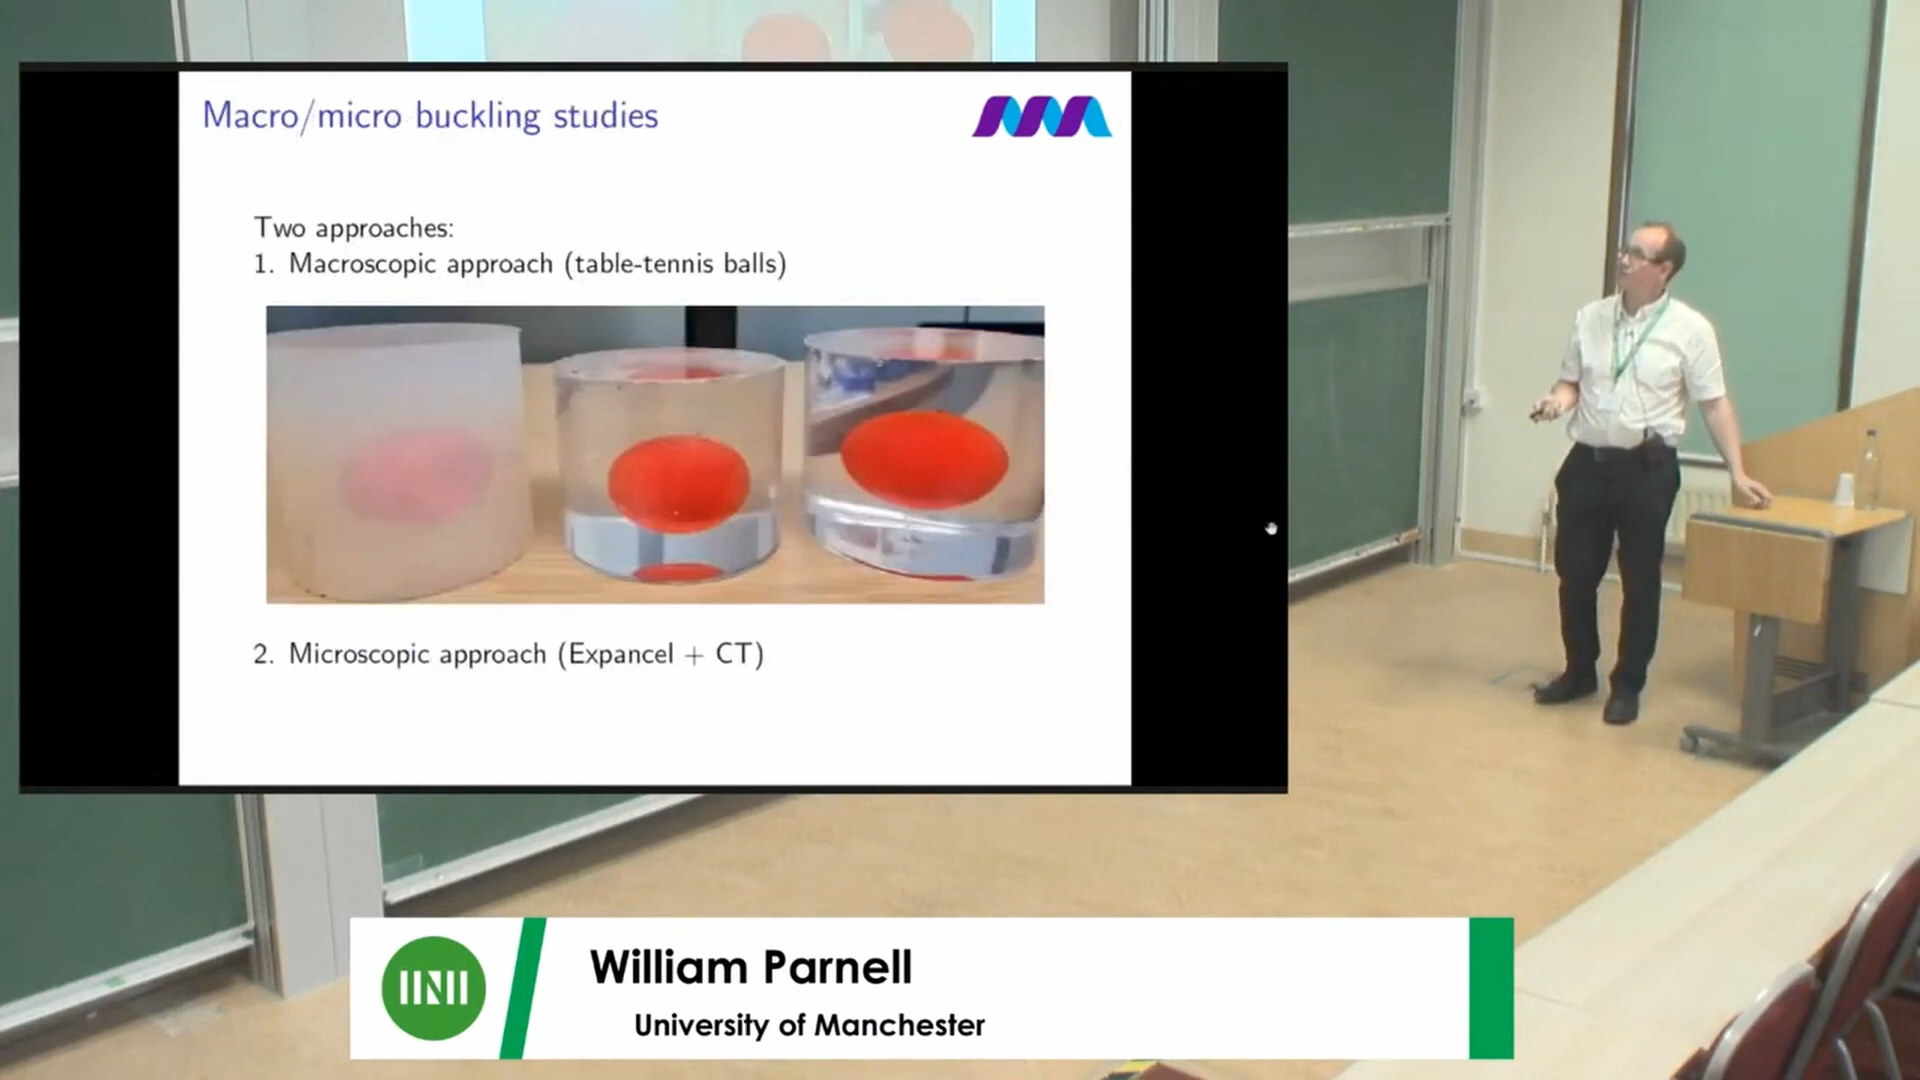 Macro/micro buckling studies
Two approaches:
1. Macroscopic approach (table-tennis balls)
2. Microscopic approach (Expancel + CT)
William Parnell
University of Manchester